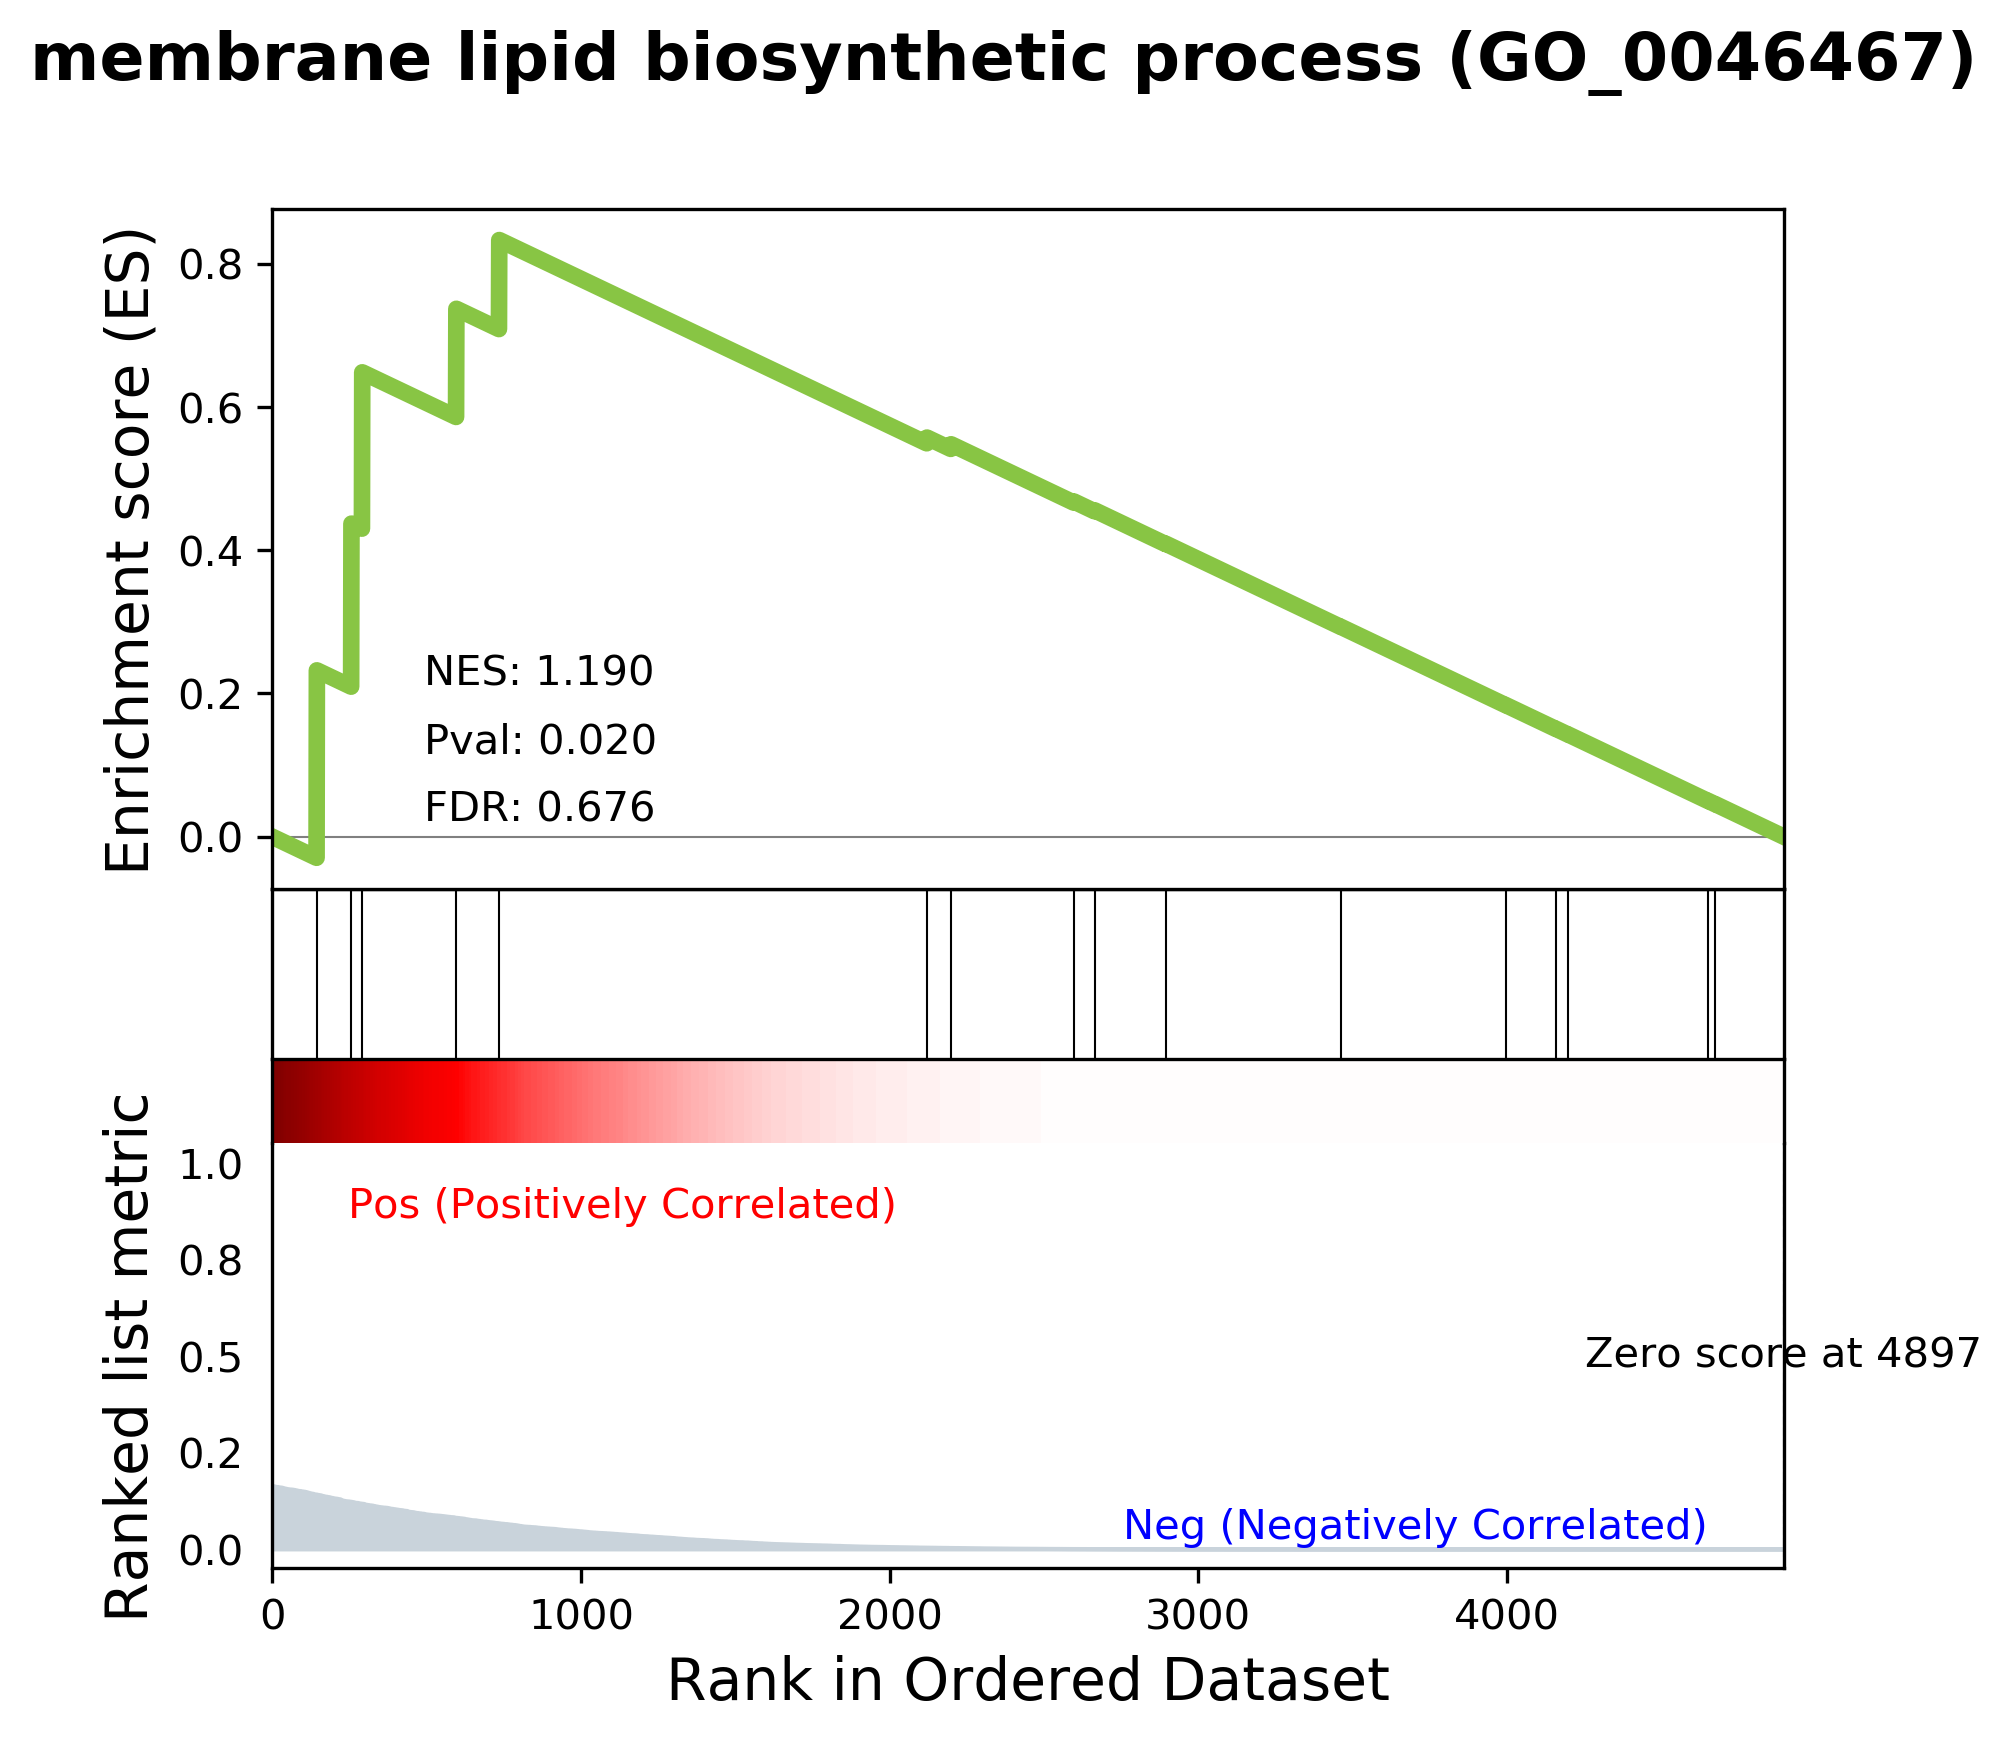 membrane lipid biosynthetic process (GO_0046467)
Enrichment score (ES)
0.8
0.6
0.4
0.2
0.0
NES: 1.190
Pval: 0.020
FDR: 0.676
Ranked list metric
1.0
0.8
0.5
0.2
0.0
Pos (Positively Correlated)
Zero score at 4897
Neg (Negatively Correlated)
0 1000 2000 3000 4000
Rank in Ordered Dataset